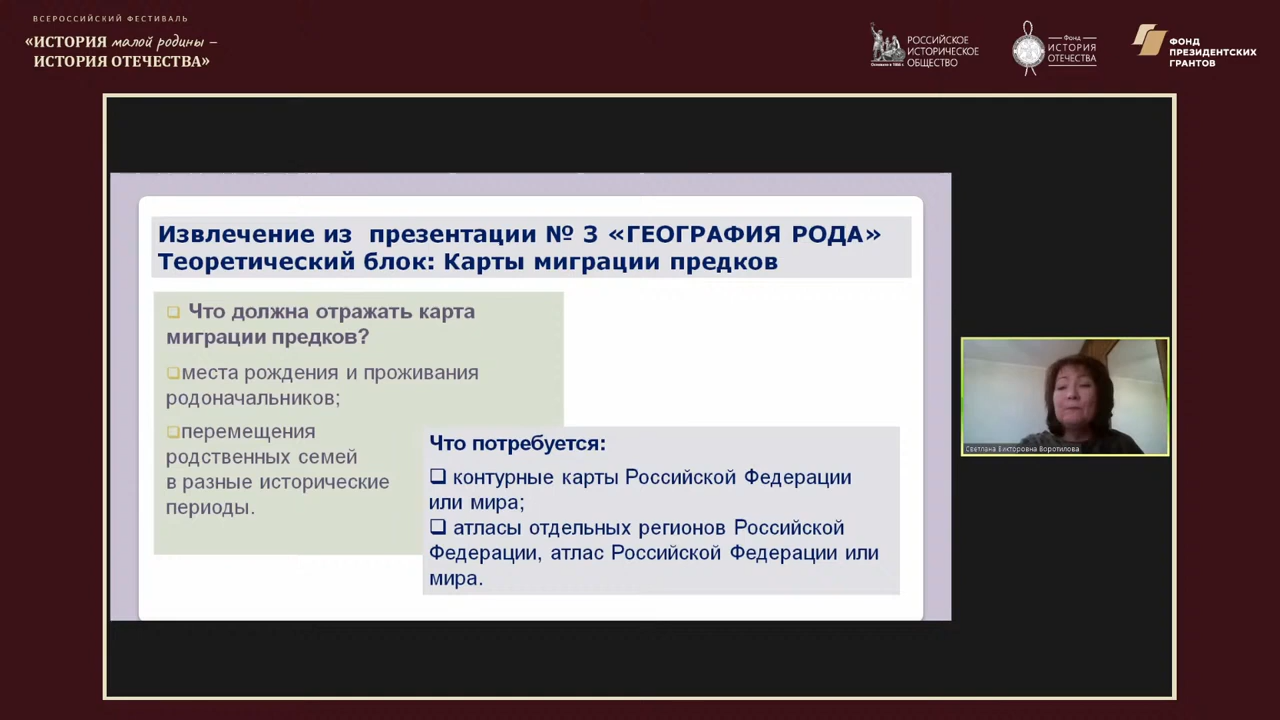 ВСЕРОССИЙСКИЙ ФЕСТИВАЛЬ
«ИСТОРИЯ малой родины –
ИСТОРИЯ ОТЕЧЕСТВА»
РОССИЙСКОЕ
ИСТОРИЧЕСКОЕ
ОБЩЕСТВО
Основано в 1866 г.
Фонд
ИСТОРИЯ
ОТЕЧЕСТВА
ФОНД
ПРЕЗИДЕНТСКИХ
ГРАНТОВ
Извлечение из презентации № 3 «ГЕОГРАФИЯ РОДА»
Теоретический блок: Карты миграции предков
Что должна отражать карта
миграции предков?
места рождения и проживания
родоначальников;
перемещения
родственных семей
в разные исторические
периоды.
Что потребуется:
контурные карты Российской Федерации
или мира;
атласы отдельных регионов Российской
Федерации, атлас Российской Федерации или
мира.
Светлана Викторовна Воротилова